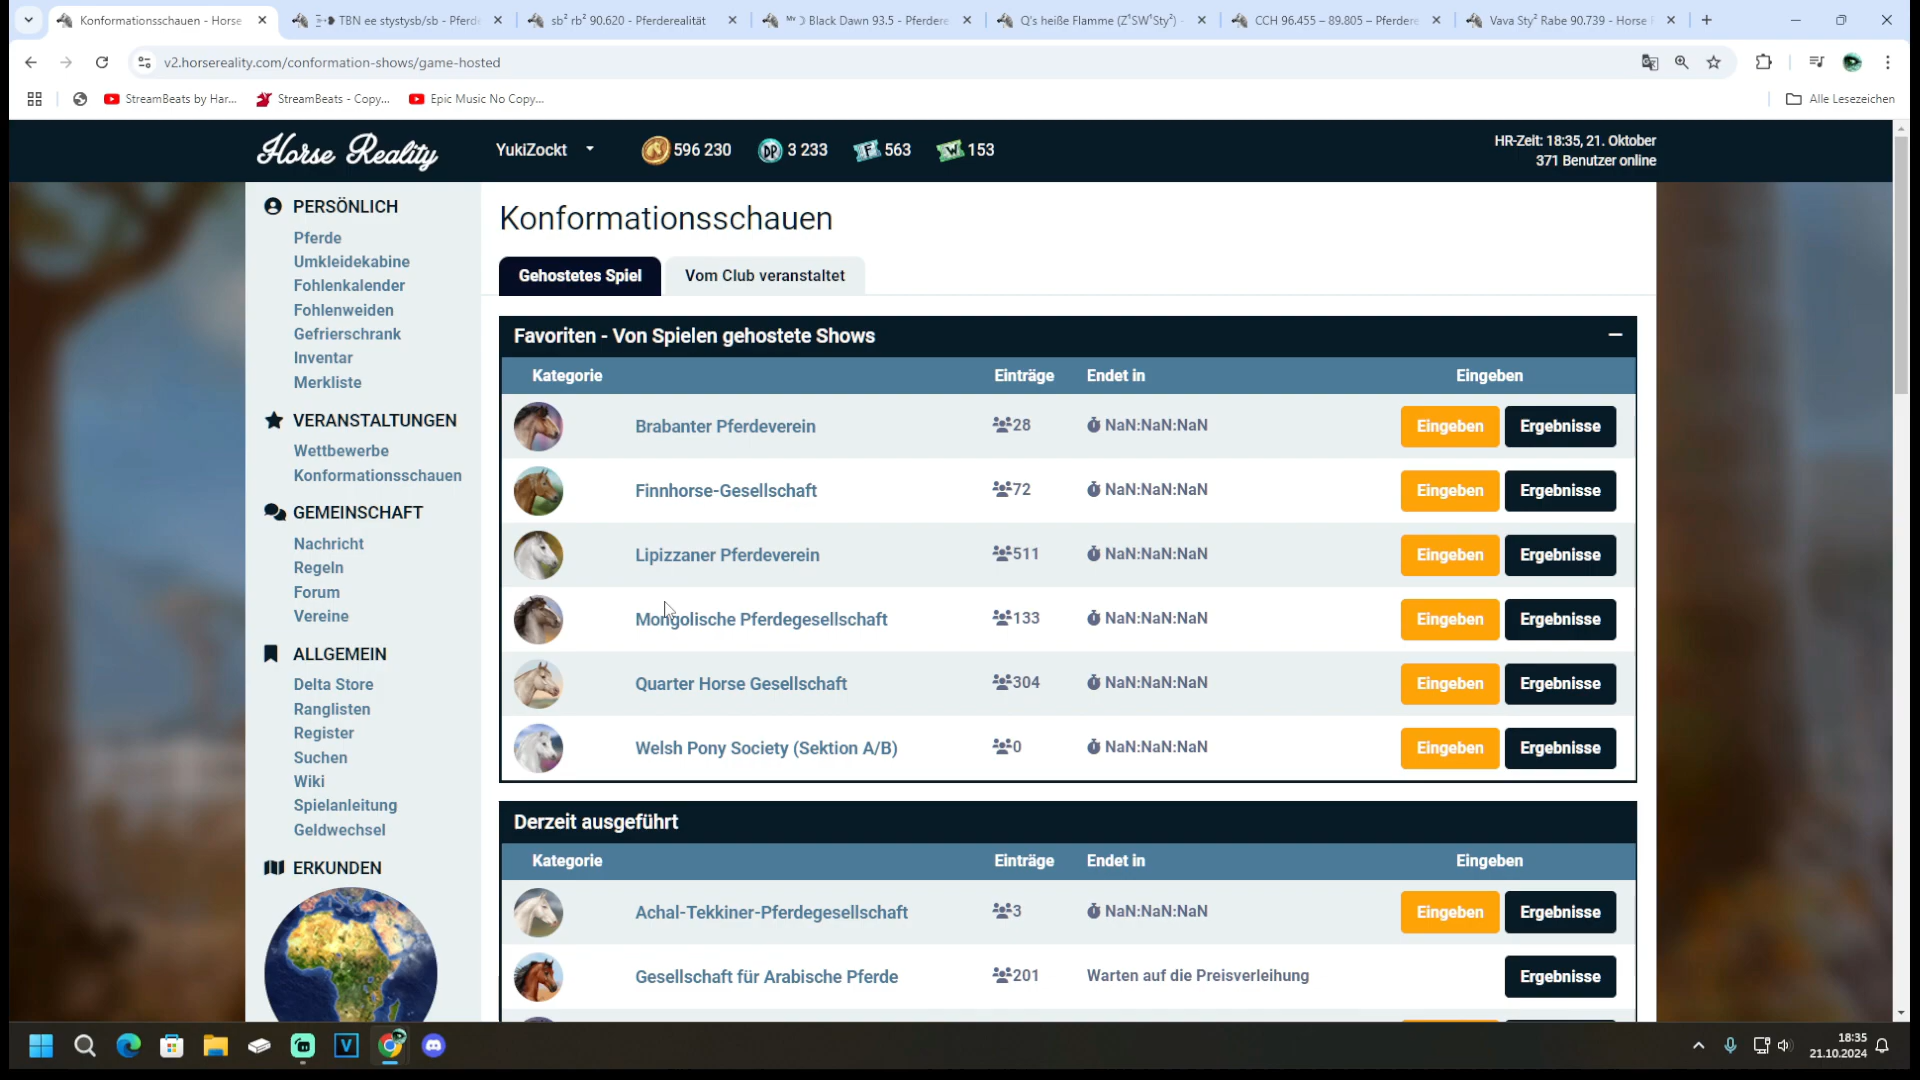 Konformationsschauen - Horse
TBN ee stystysb/sb - Pferde
sb² rb² 90.620 - Pferderealität
Black Dawn 93.5 - Pferdere
Q's heiße Flamme (Z¹SW¹Sty²) -
CCH 96.455 – 89.805 – Pferdere
Vava Sty² Rabe 90.739 - Horse
v2.horsereality.com/conformation-shows/game-hosted
StreamBeats by Har...
StreamBeats - Copy...
Epic Music No Copy...
Alle Lesezeichen
Horse Reality
YukiZockt
596 230
DP 3 233
F 563
W 153
HR-Zeit: 18:35, 21. Oktober
371 Benutzer online
PERSÖNLICH
Pferde
Umkleidekabine
Fohlenkalender
Fohlenweiden
Gefrierschrank
Inventar
Merkliste
VERANSTALTUNGEN
Wettbewerbe
Konformationsschauen
GEMEINSCHAFT
Nachricht
Regeln
Forum
Vereine
ALLGEMEIN
Delta Store
Ranglisten
Register
Suchen
Wiki
Spielanleitung
Geldwechsel
ERKUNDEN
Konformationsschauen
Gehostetes Spiel
Vom Club veranstaltet
Favoriten - Von Spielen gehostete Shows
Kategorie Einträge Endet in Eingeben
Brabanter Pferdeverein 28 NaN:NaN:NaN Eingeben Ergebnisse
Finnhorse-Gesellschaft 72 NaN:NaN:NaN Eingeben Ergebnisse
Lipizzaner Pferdeverein 511 NaN:NaN:NaN Eingeben Ergebnisse
Mongolische Pferdegesellschaft 133 NaN:NaN:NaN Eingeben Ergebnisse
Quarter Horse Gesellschaft 304 NaN:NaN:NaN Eingeben Ergebnisse
Welsh Pony Society (Sektion A/B) 0 NaN:NaN:NaN Eingeben Ergebnisse
Derzeit ausgeführt
Kategorie Einträge Endet in Eingeben
Achal-Tekkiner-Pferdegesellschaft 3 NaN:NaN:NaN Eingeben Ergebnisse
Gesellschaft für Arabische Pferde 201 Warten auf die Preisverleihung Ergebnisse
V
18:35
21.10.2024